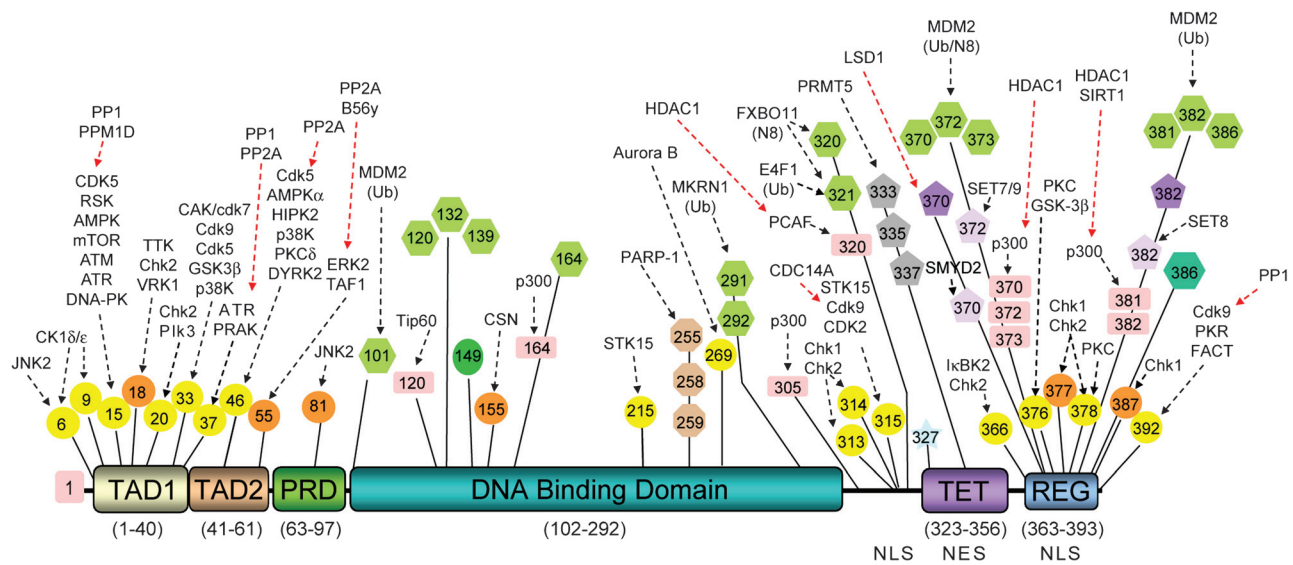 PP1
PPM1D
CDK5
RSK
AMPK
mTOR
ATM
ATR
DNA-PK
CK1δ/ε
JNK2
TTK
Chk2
VRK1
Chk2
Plk3
CAK/cdk7
Cdk9
Cdk5
GSK3β
p38K
PP1
PP2A
ATR
PRAK
PP2A
Cdk5
AMPKα
HIPK2
p38K
PKCδ
DYRK2
PP2A
B56y
ERK2
TAF1
JNK2
MDM2
(Ub)
Tip60
CSN
p300
STK15
PARP-1
Aurora B
MKRN1
(Ub)
HDAC1
PCAF
p300
CDC14A
STK15
Cdk9
CDK2
Chk1
Chk2
FXBO11
(N8)
E4F1
(Ub)
PRMT5
LSD1
MDM2
(Ub/N8)
SET7/9
SMYD2
IκBK2
Chk2
HDAC1
p300
PKC
GSK-3β
Chk1
Chk2
PKC
HDAC1
SIRT1
p300
MDM2
(Ub)
SET8
Chk1
Cdk9
PKR
FACT
PP1
6
9
15
18
20
33
37
46
55
81
101
120
120
132
139
149
155
164
164
215
255
258
259
269
291
292
305
313
314
315
320
321
320
327
333
335
337
370
370
372
373
372
370
366
370
372
373
376
377
378
381
382
386
382
382
381
382
386
387
392
1
TAD1
TAD2
PRD
DNA Binding Domain
TET
REG
(1-40)
(41-61)
(63-97)
(102-292)
(323-356)
(363-393)
NLS
NES
NLS